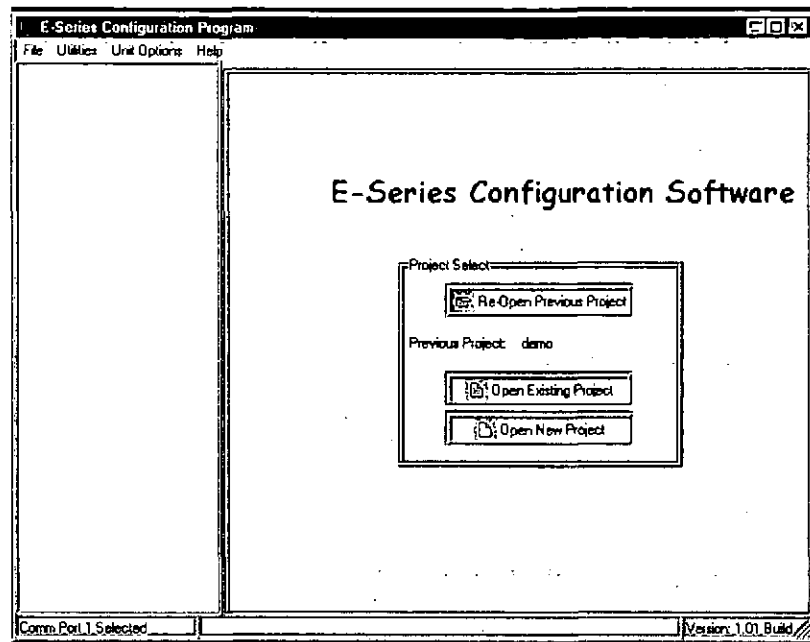 E-Series Configuration Program
File Utilities Unit Options Help
E-Series Configuration Software
Project Select
Re-Open Previous Project
Previous Project: demo
Open Existing Project
Open New Project
Comm Port 1 Selected
Version: 1.01 Build